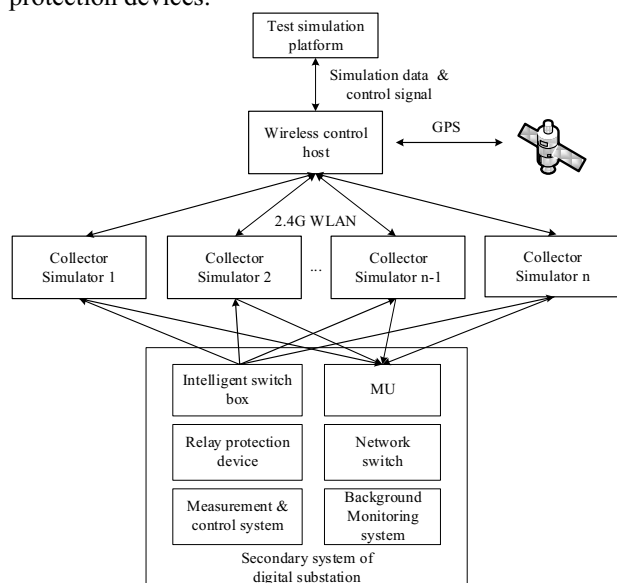 protection devices.
Test simulation
platform
Simulation data &
control signal
Wireless control
host
GPS
2.4G WLAN
Collector
Simulator 1
Collector
Simulator 2
...
Collector
Simulator n-1
Collector
Simulator n
Intelligent switch
box
MU
Relay protection
device
Network
switch
Measurement &
control system
Background
Monitoring
system
Secondary system of
digital substation